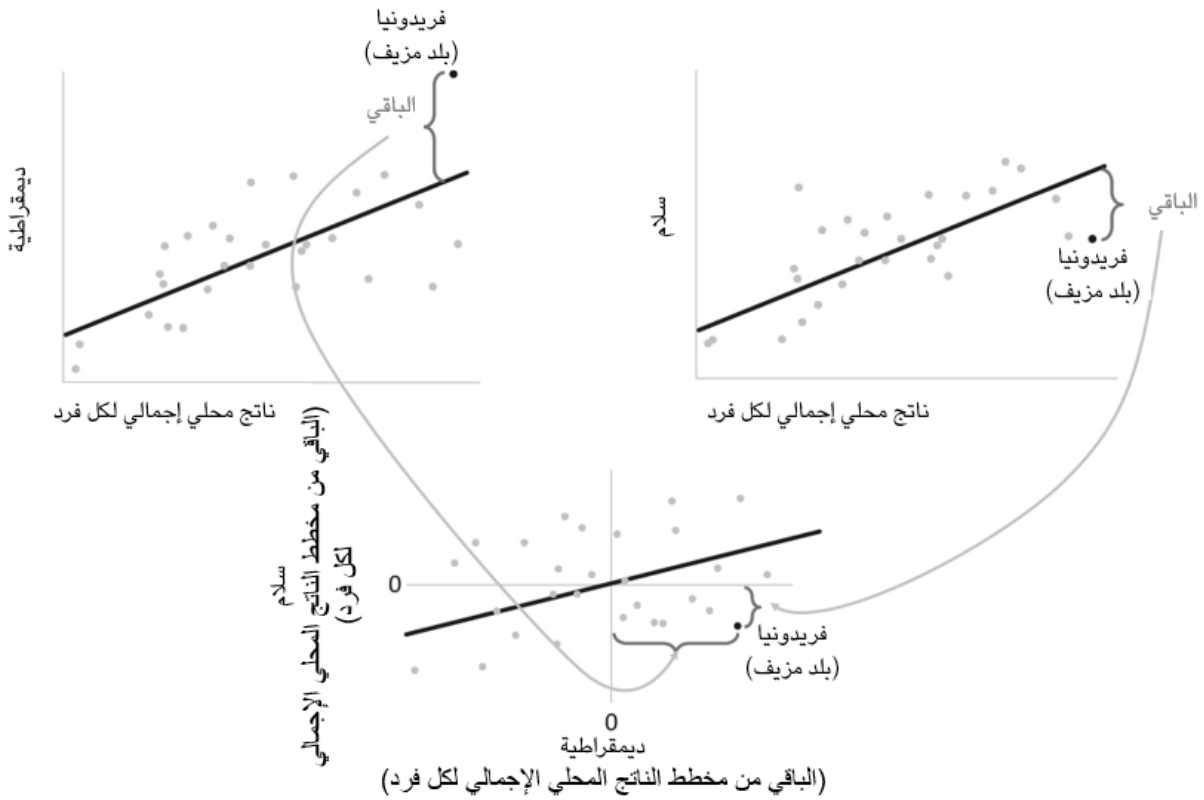 فريدونيا
(بلد مزيف)
الباقي
ديمقراطية
ناتج محلي إجمالي لكل فرد
سلام
الباقي
فريدونيا
(بلد مزيف)
ناتج محلي إجمالي لكل فرد
سلام
(الباقي من مخطط الناتج المحلي الإجمالي
لكل فرد)
0
فريدونيا
(بلد مزيف)
0
ديمقراطية
(الباقي من مخطط الناتج المحلي الإجمالي لكل فرد)